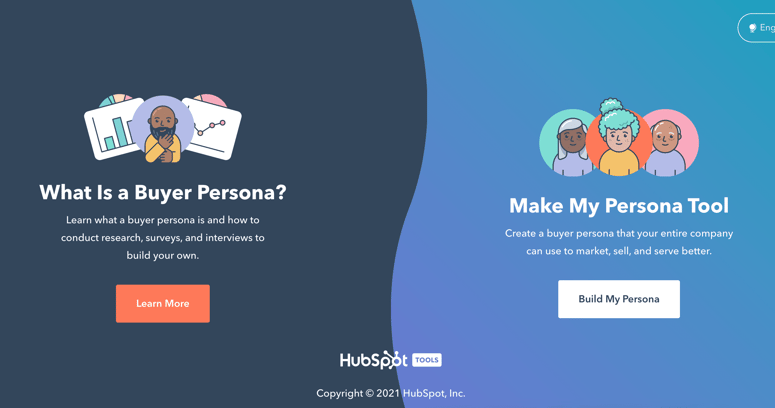 Eng
What Is a Buyer Persona?
Learn what a buyer persona is and how to
conduct research, surveys, and interviews to
build your own.
Learn More
Make My Persona Tool
Create a buyer persona that your entire company
can use to market, sell, and serve better.
Build My Persona
HubSpot TOOLS
Copyright © 2021 HubSpot, Inc.